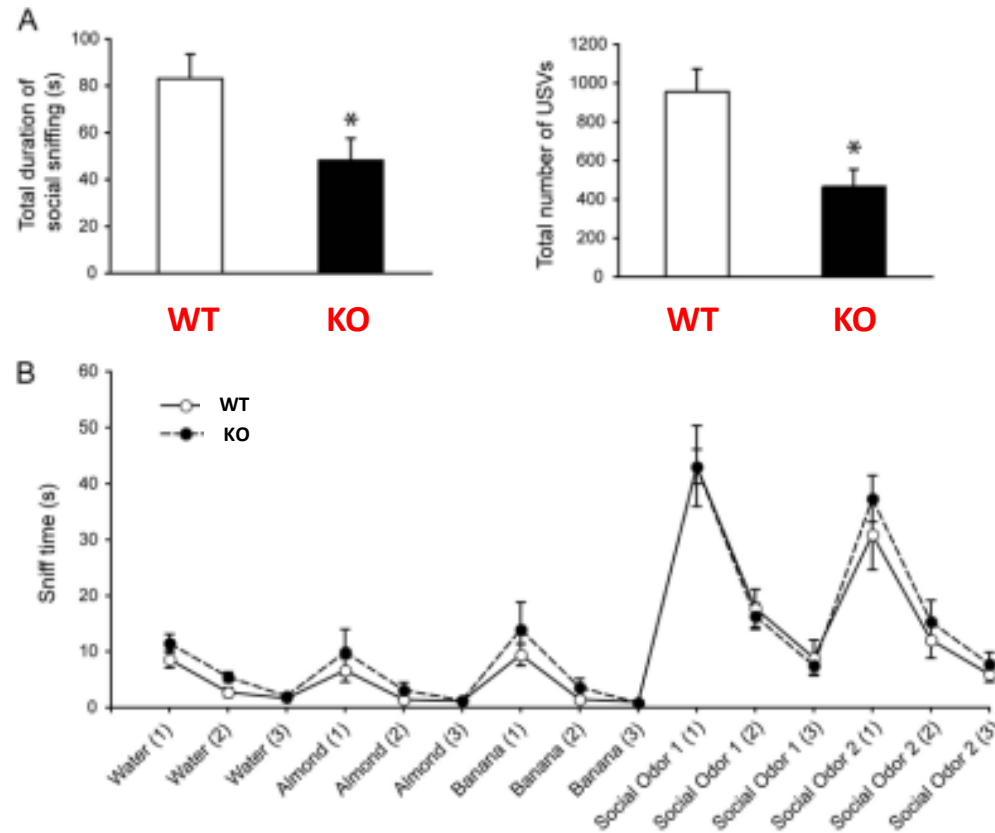 A
Total duration of
social sniffing (s)
100
80
60
40
20
0
*
WT
KO
Total number of USVs
1200
1000
800
600
400
200
0
*
WT
KO
B
Sniff time (s)
60
50
40
30
20
10
0
WT
KO
Water (1)
Water (2)
Water (3)
Almond (1)
Almond (2)
Almond (3)
Banana (1)
Banana (2)
Banana (3)
Social Odor 1 (1)
Social Odor 1 (2)
Social Odor 1 (3)
Social Odor 2 (1)
Social Odor 2 (2)
Social Odor 2 (3)